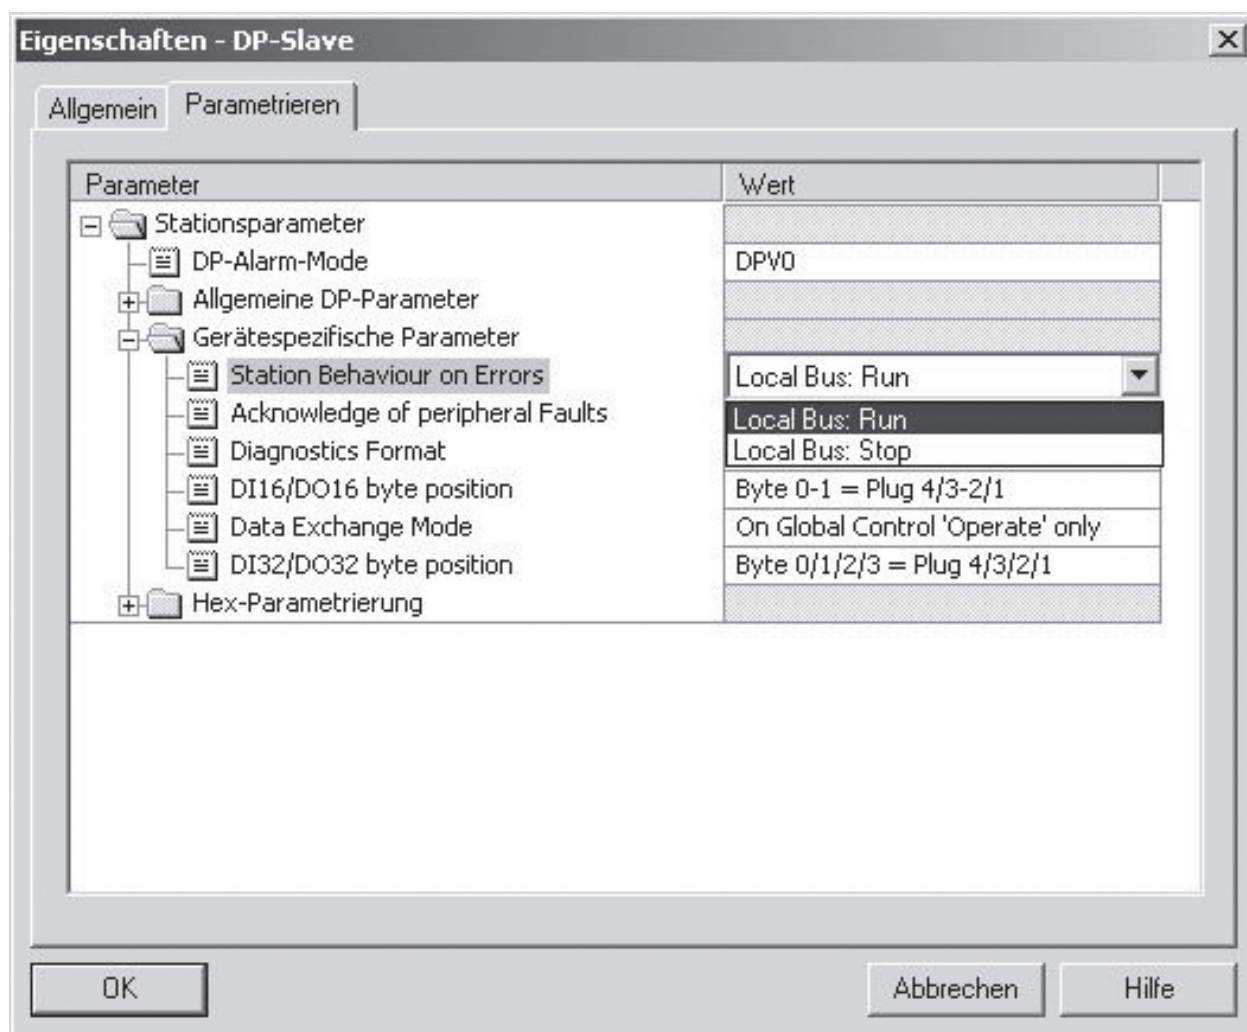 Eigenschaften - DP-Slave
Allgemein Parametrieren
Parameter Wert
Stationsparameter
DP-Alarm-Mode DPV0
Allgemeine DP-Parameter
Gerätespezifische Parameter
Station Behaviour on Errors Local Bus: Run
Acknowledge of peripheral Faults Local Bus: Run
Diagnostics Format Local Bus: Stop
DI16/DO16 byte position Byte 0-1 = Plug 4/3-2/1
Data Exchange Mode On Global Control 'Operate' only
DI32/DO32 byte position Byte 0/1/2/3 = Plug 4/3/2/1
Hex-Parametrierung
OK Abbrechen Hilfe